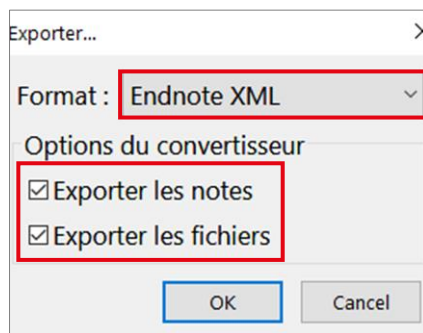 Exporter...
Format : Endnote XML
Options du convertisseur
Exporter les notes
Exporter les fichiers
OK Cancel